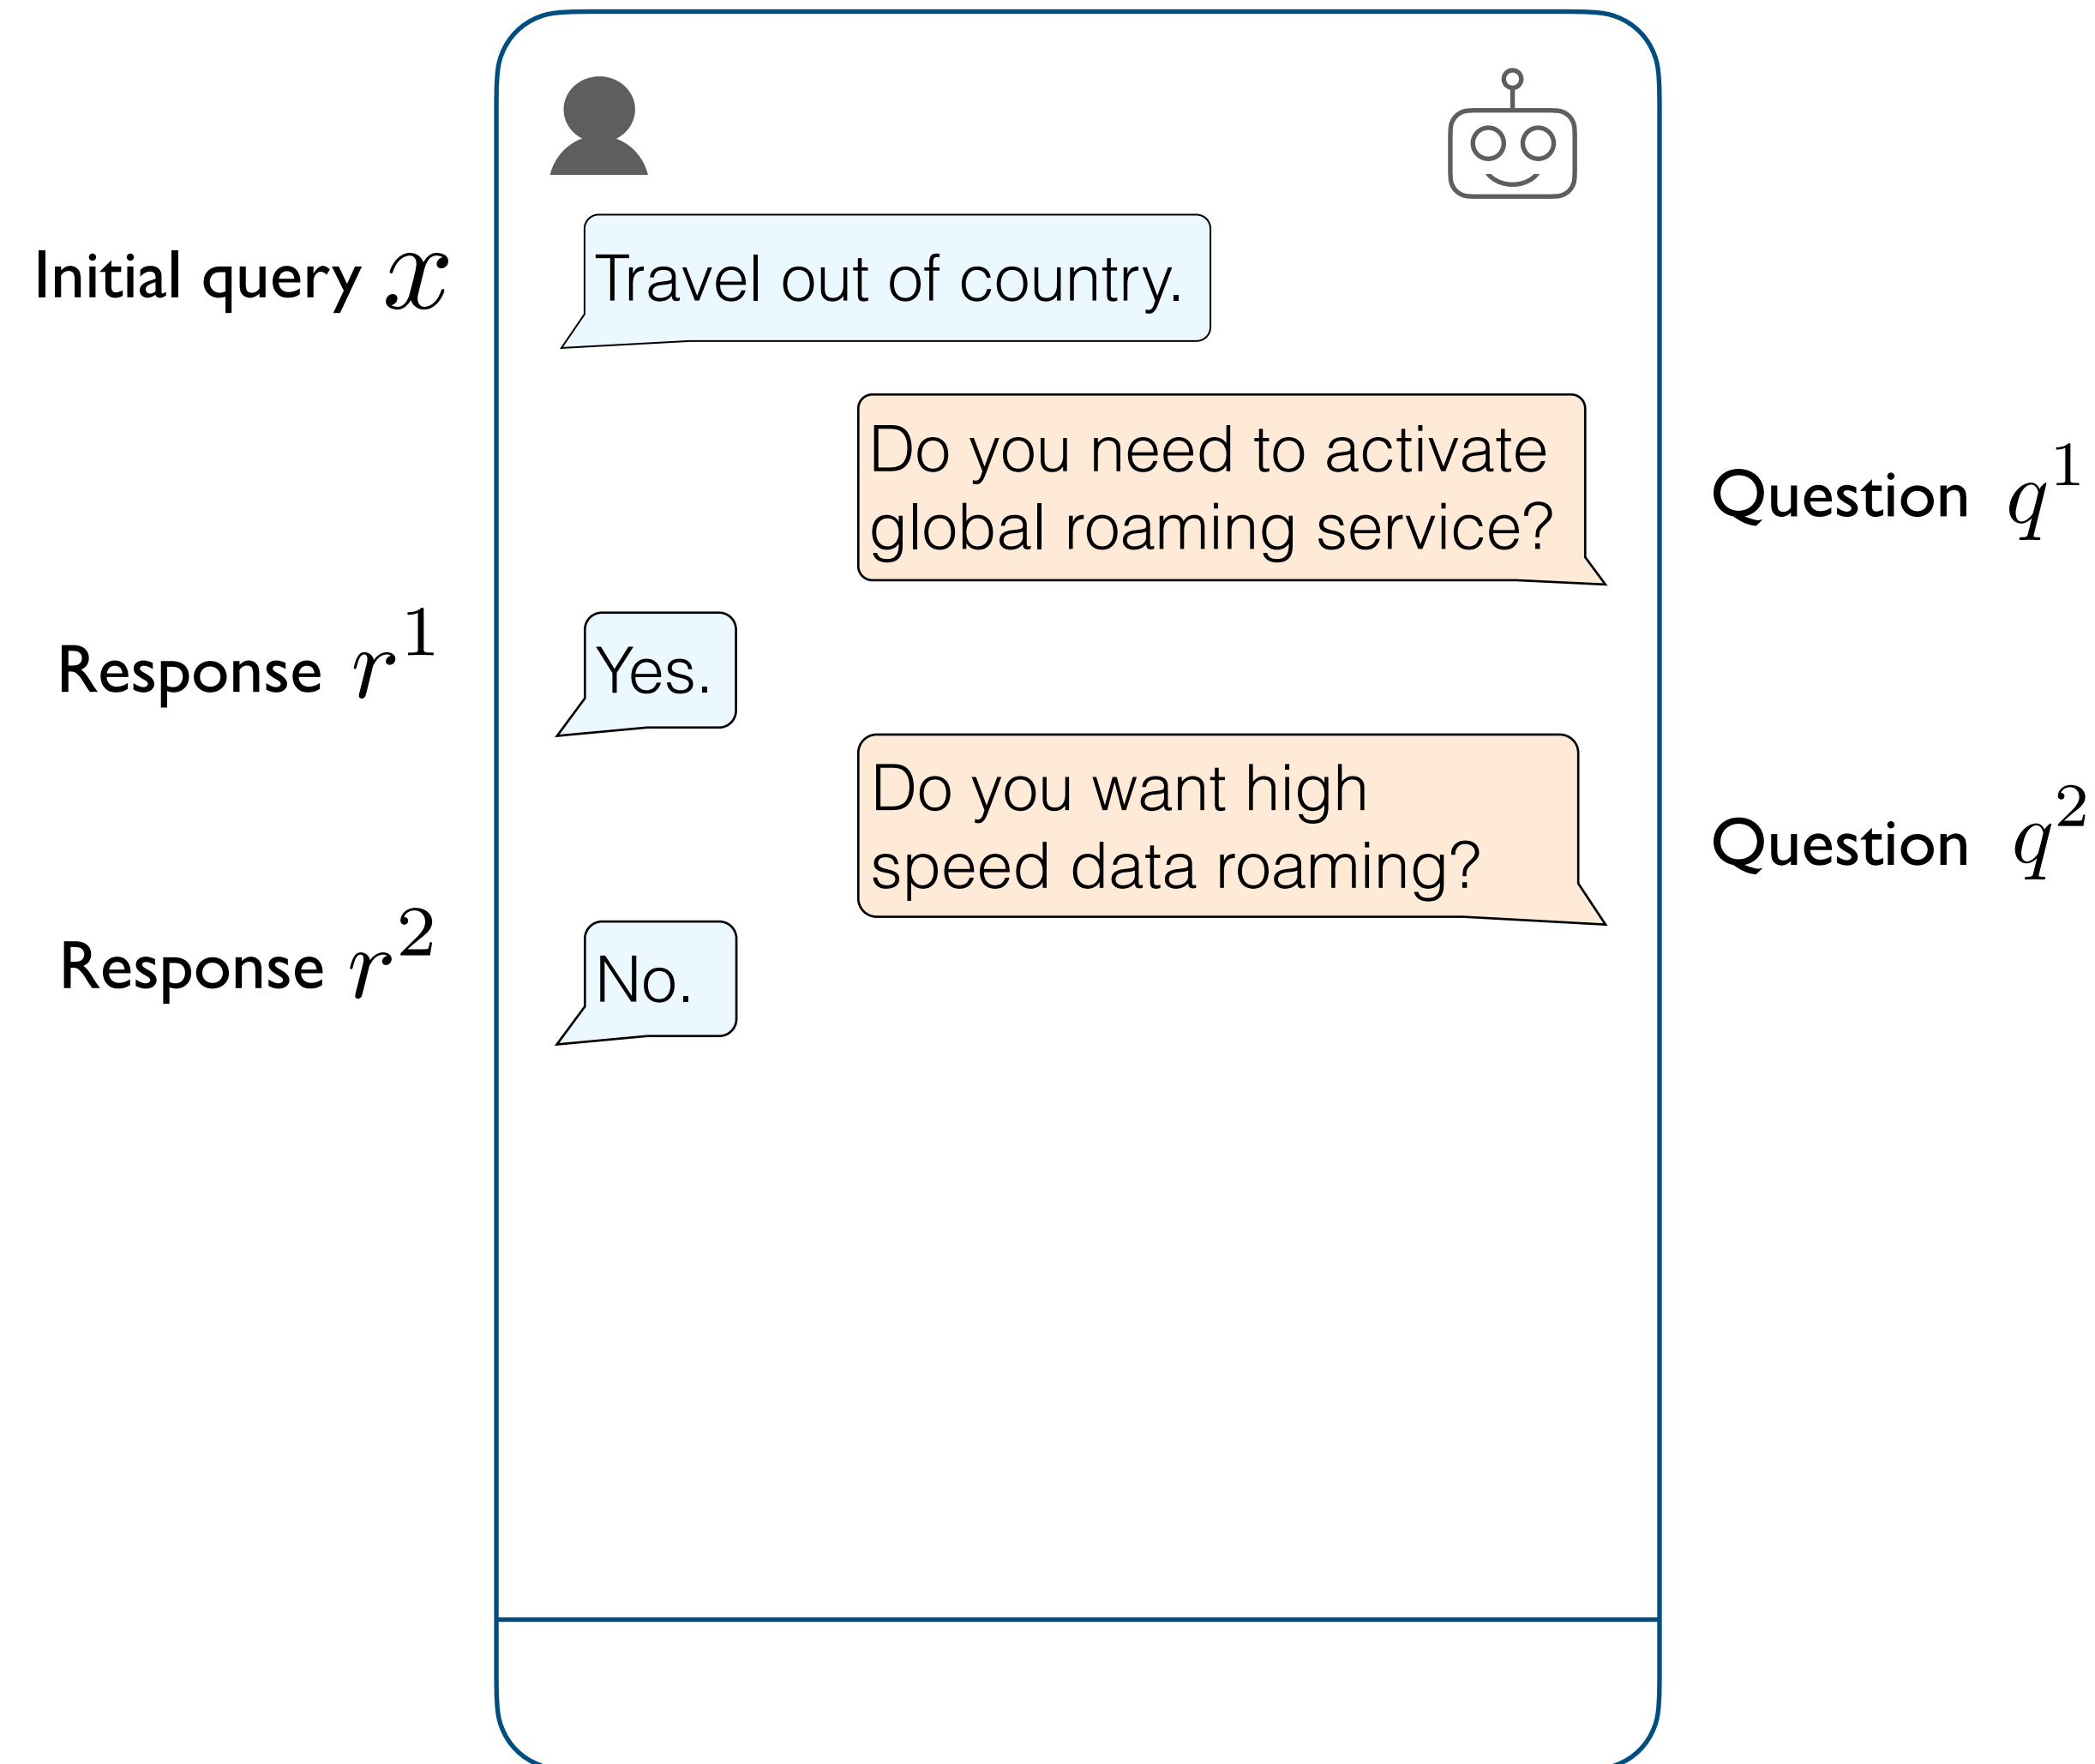 Initial query x
Travel out of country.
Do you need to activate
global roaming service?
Question q¹
Response r¹
Yes.
Do you want high
speed data roaming?
Question q²
Response r²
No.